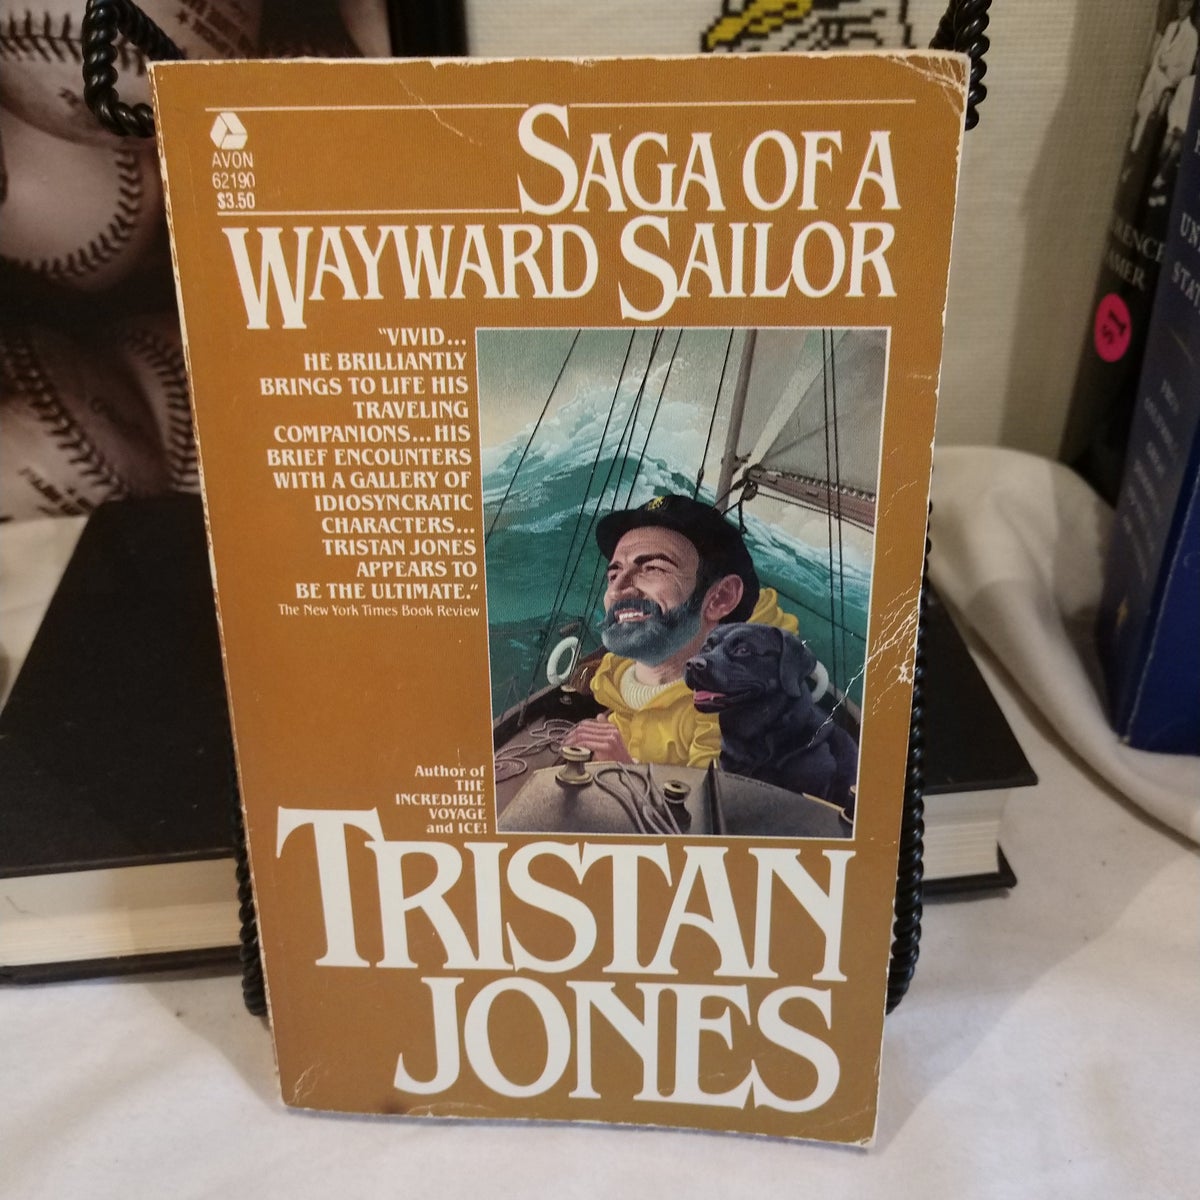 AVON
62190
$3.50
SAGA OF A
WAYWARD SAILOR
"VIVID...
HE BRILLIANTLY
BRINGS TO LIFE HIS
TRAVELING
COMPANIONS...HIS
BRIEF ENCOUNTERS
WITH A GALLERY OF
IDIOSYNCRATIC
CHARACTERS...
TRISTAN JONES
APPEARS TO
BE THE ULTIMATE."
The New York Times Book Review
Author of
THE
INCREDIBLE
VOYAGE
and ICE!
TRISTAN
JONES
$1